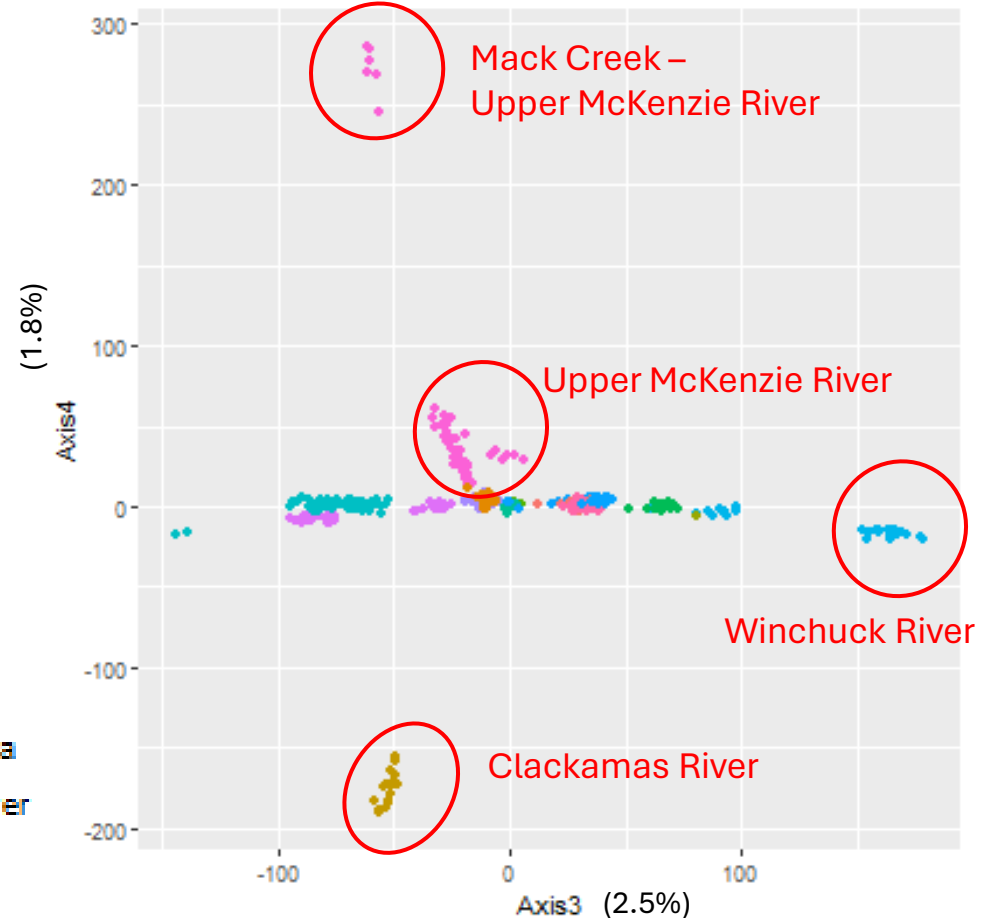 300
Mack Creek –
Upper McKenzie River
200
(1.8%)
100
Upper McKenzie River
Axis4
0
Winchuck River
-100
Clackamas River
er
-200
-100
0
100
Axis3 (2.5%)